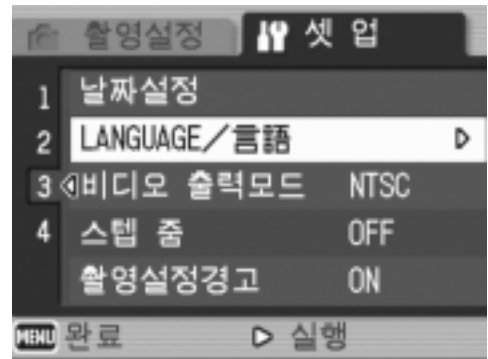 촬영설정 셋 업
1 날짜설정
2 LANGUAGE／言語
3 비디오 출력모드 NTSC
4 스텝 줌 OFF
촬영설정경고 ON
MENU 완료 실행